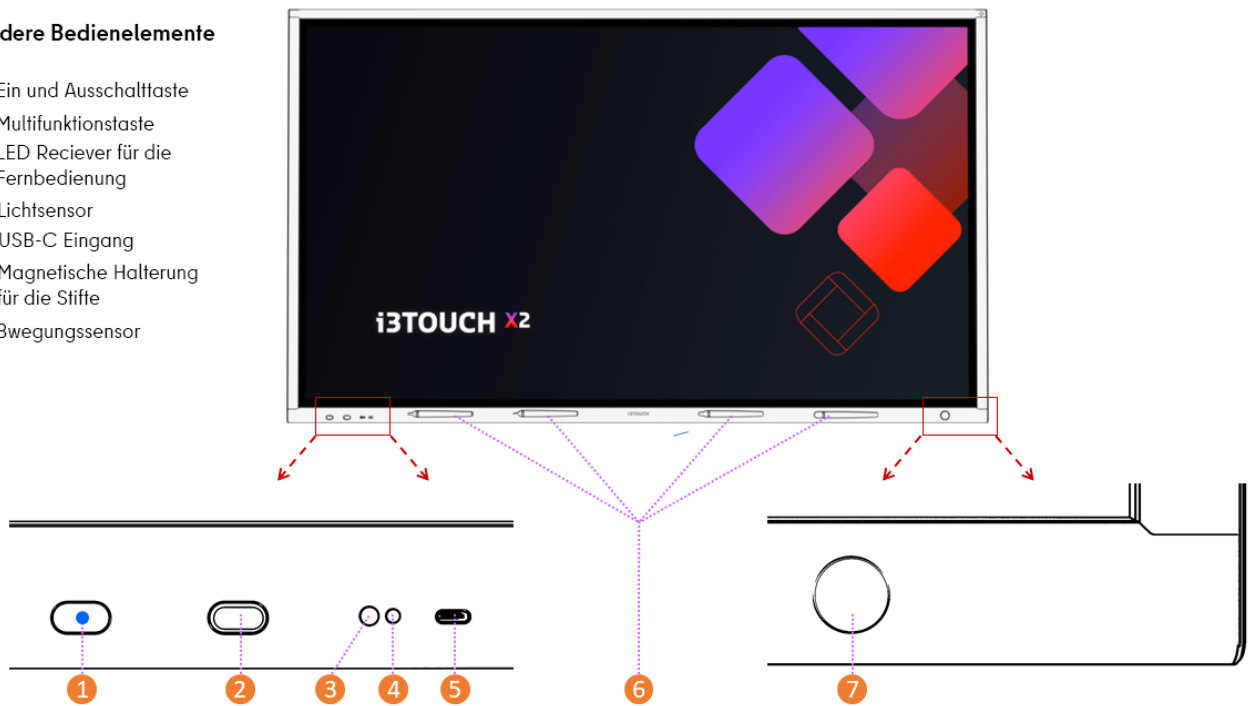 dere Bedienelemente
Ein und Ausschalttaste
Multifunktionstaste
LED Reciever für die
Fernbedienung
Lichtsensor
USB-C Eingang
Magnetische Halterung
für die Stifte
Bwegungssensor
i3TOUCH X2
i3TOUCH
1 2 3 4 5 6 7